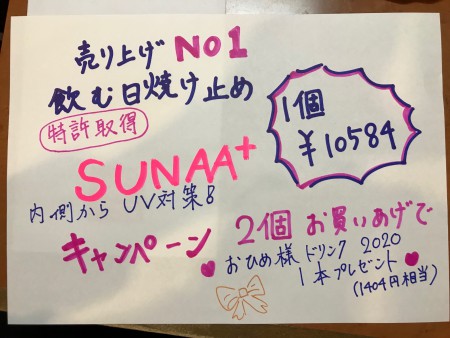 売り上げ NO1
飲む日焼け止め
特許取得
1個
¥10584
SUNAA+
内側から UV対策8
キャンペーン
2個 お買いあげで
おひめ様 ドリンク 2020
1本プレゼント
(1404円相当)